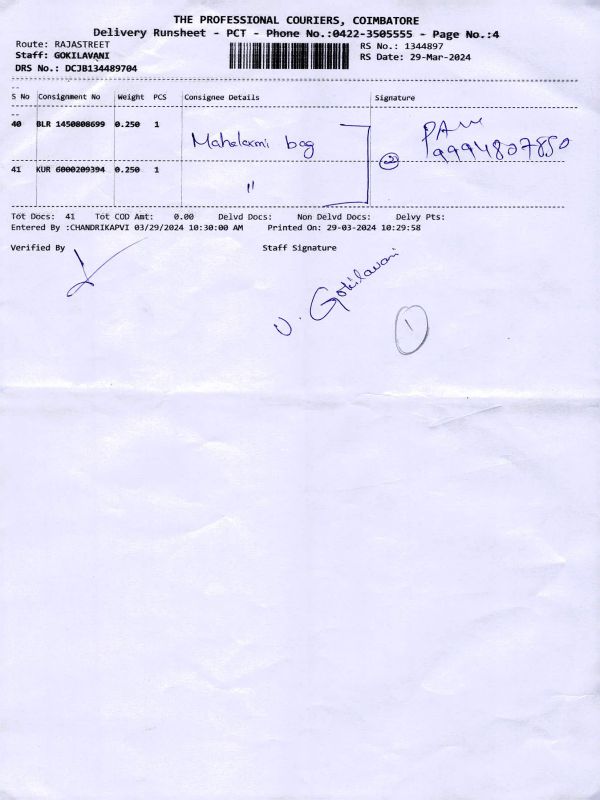 THE PROFESSIONAL COURIERS, COIMBATORE
Delivery Runsheet - PCT - Phone No.:0422-3505555 - Page No.:4
Route: RAJASTREET
Staff: GOKILAVANI
DRS No.: DCJB134489704
RS No.: 1344897
RS Date: 29-Mar-2024
S No Consignment No Weight PCS Consignee Details Signature
40 BLR 1450808699 0.250 1 Mahalaxmi bag
9994807850
41 KUR 6000209394 0.250 1 "
2
Tot Docs: 41 Tot COD Amt: 0.00 Delvd Docs: Non Delvd Docs: Delvy Pts:
Entered By :CHANDRIKAPVI 03/29/2024 10:30:00 AM Printed On: 29-03-2024 10:29:58
Verified By Staff Signature
V. Gokilavani
1